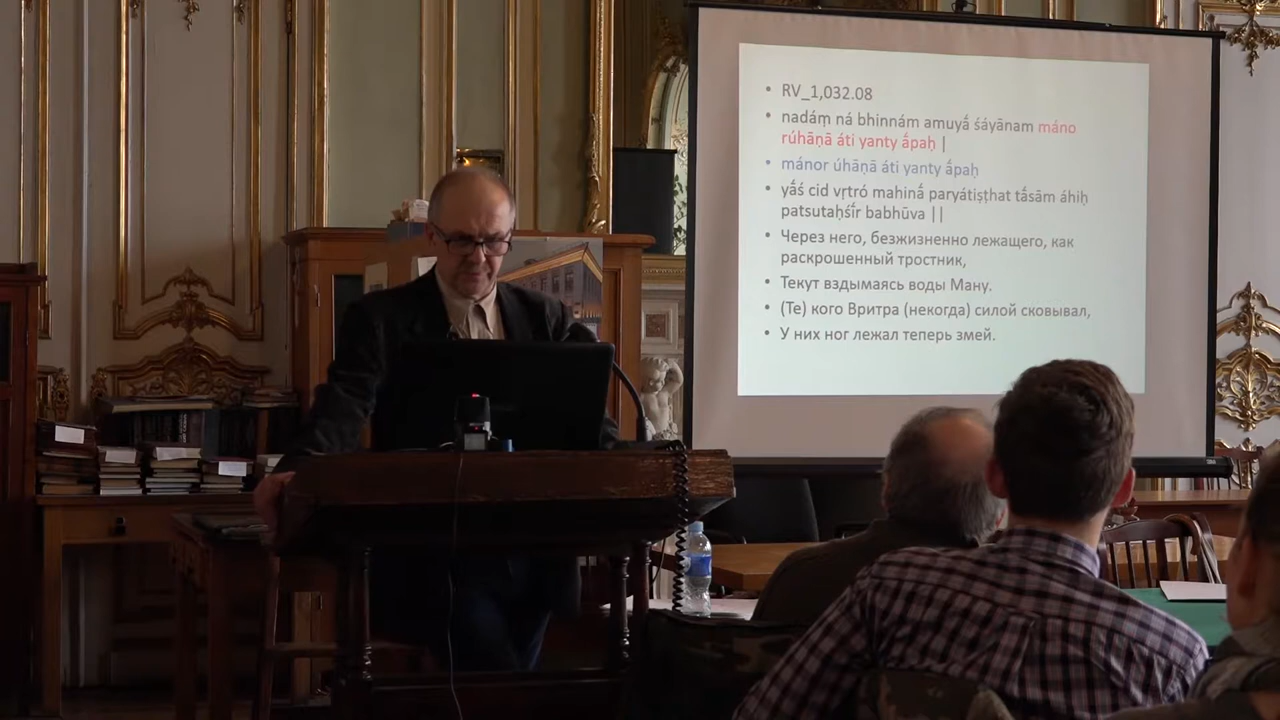 • RV_1,032.08
• nadáṃ ná bhinnám amuyā́ śáyānam máno
rúhāṇā áti yanty ā́paḥ |
• mánor úhāṇā áti yanty ā́paḥ
• yā́ś cid vṛtró mahinā́ paryátiṣṭhat tā́sām áhiḥ
patsutaḥśī́r babhūva ||
• Через него, безжизненно лежащего, как
раскрошенный тростник,
• Текут вздымаясь воды Ману.
• (Те) кого Вритра (некогда) силой сковывал,
• У них ног лежал теперь змей.